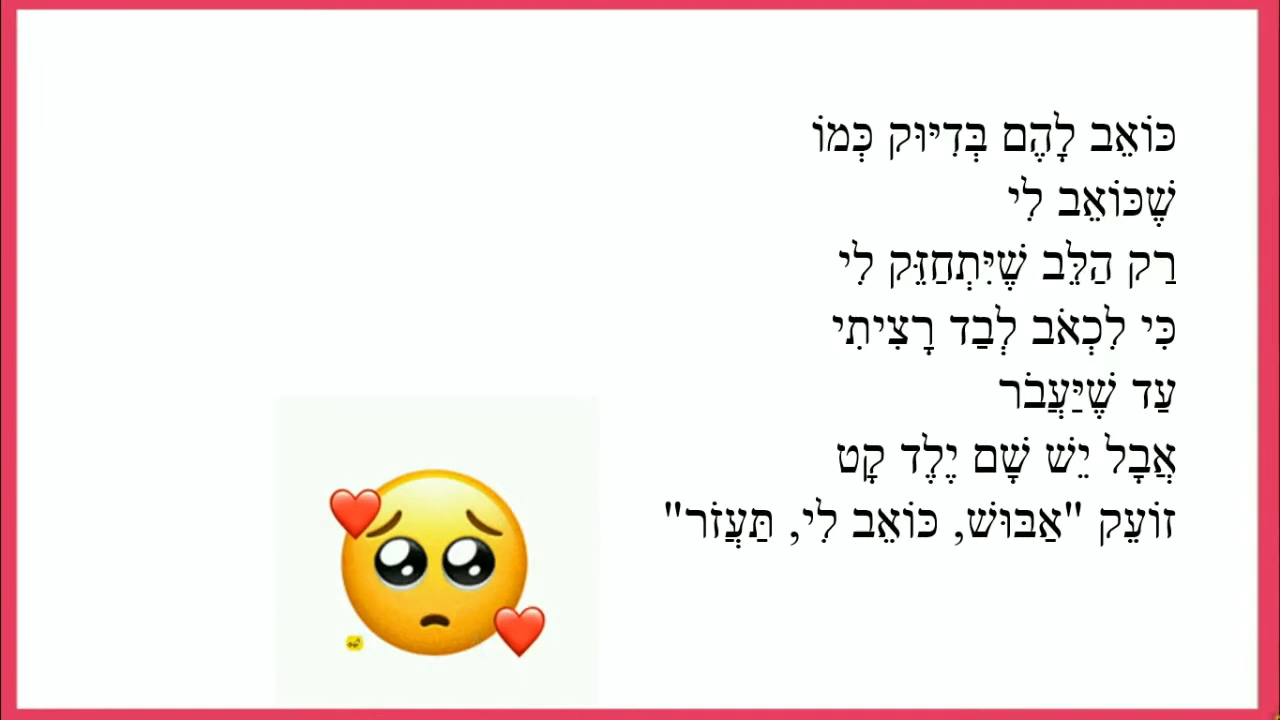 כּוֹאֵב לָהֶם בְּדִיּוּק כְּמוֹ
שֶׁכּוֹאֵב לִי
רַק הַלֵּב שֶׁיִּתְחַזֵּק לִי
כִּי לִכְאֹב לְבַד רָצִיתִי
עַד שֶׁיַּעֲבֹר
אֲבָל יֵשׁ שָׁם יֶלֶד קָט
זוֹעֵק "אַבּוּשׁ, כּוֹאֵב לִי, תַּעֲזֹר"